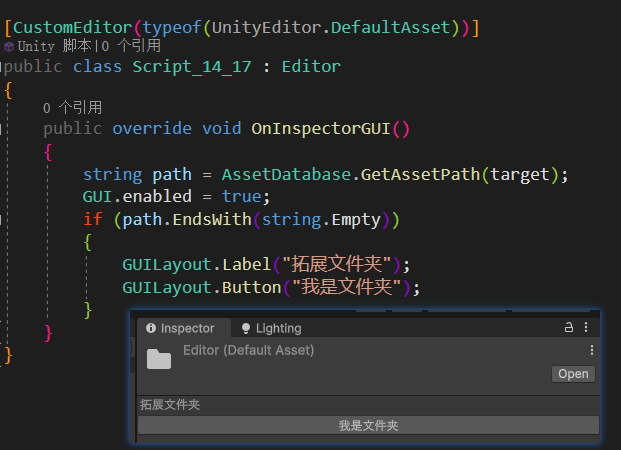 [CustomEditor(typeof(UnityEditor.DefaultAsset))]
Unity 脚本|0 个引用
public class Script_14_17 : Editor
{
0 个引用
public override void OnInspectorGUI()
{
string path = AssetDatabase.GetAssetPath(target);
GUI.enabled = true;
if (path.EndsWith(string.Empty))
{
GUILayout.Label("拓展文件夹");
GUILayout.Button("我是文件夹");
}
}
}
Inspector Lighting
Editor (Default Asset)
Open
拓展文件夹
我是文件夹